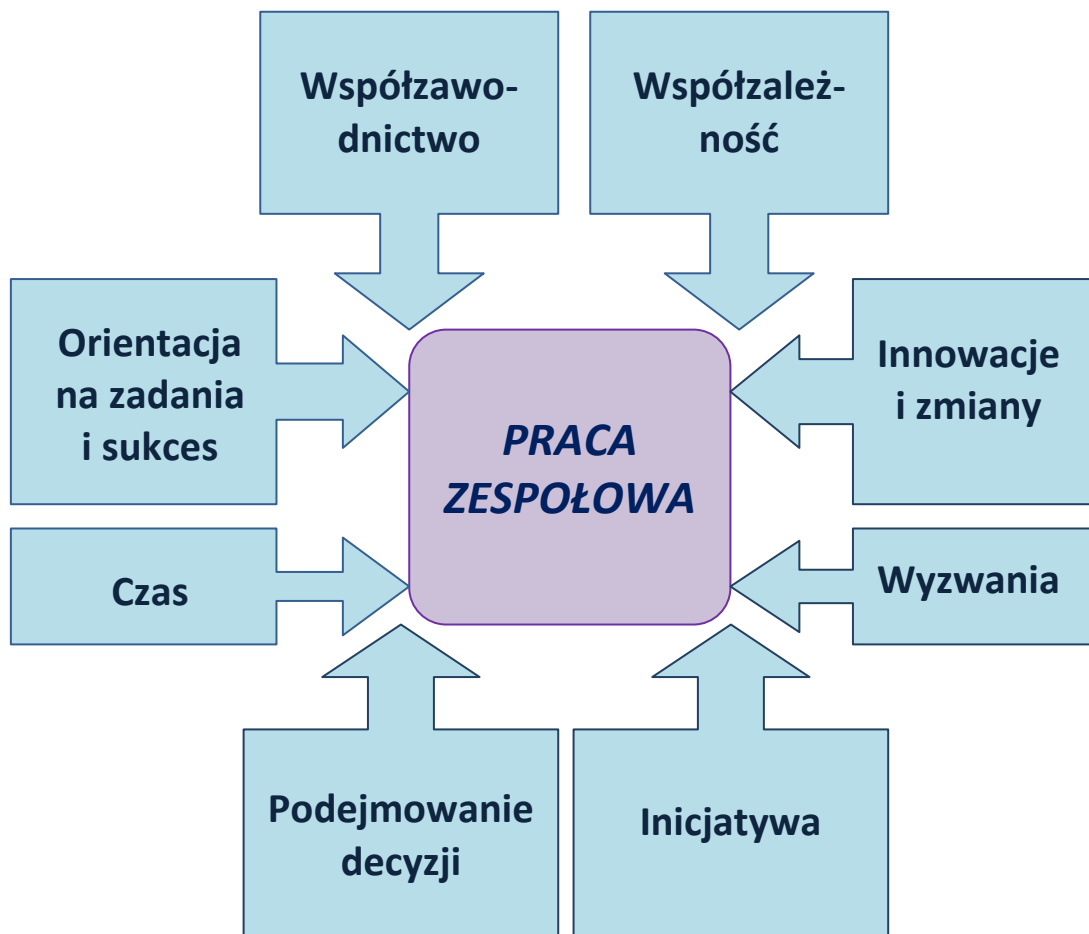 Współzawo-
dnictwo
Współzależ-
ność
Orientacja
na zadania
i sukces
Innowacje
i zmiany
PRACA
ZESPOŁOWA
Czas
Wyzwania
Podejmowanie
decyzji
Inicjatywa